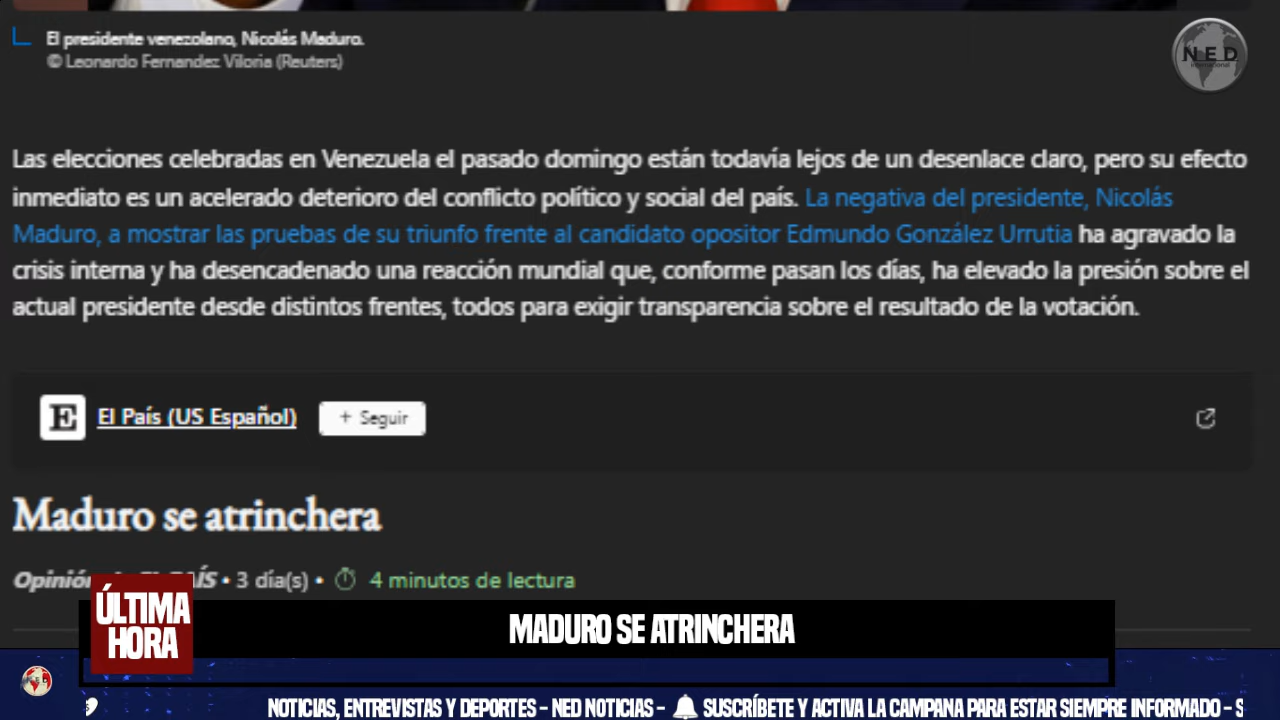 El presidente venezolano, Nicolás Maduro.
© Leonardo Fernandez Viloria (Reuters)
NED
International
Las elecciones celebradas en Venezuela el pasado domingo están todavía lejos de un desenlace claro, pero su efecto
inmediato es un acelerado deterioro del conflicto político y social del país. La negativa del presidente, Nicolás
Maduro, a mostrar las pruebas de su triunfo frente al candidato opositor Edmundo González Urrutia ha agravado la
crisis interna y ha desencadenado una reacción mundial que, conforme pasan los días, ha elevado la presión sobre el
actual presidente desde distintos frentes, todos para exigir transparencia sobre el resultado de la votación.
E
El País (US Español)
+ Seguir
Maduro se atrinchera
• 3 día(s) • 4 minutos de lectura
ÚLTIMA
HORA
MADURO SE ATRINCHERA
NOTICIAS, ENTREVISTAS Y DEPORTES – NED NOTICIAS – SUSCRÍBETE Y ACTIVA LA CAMPANA PARA ESTAR SIEMPRE INFORMADO – S